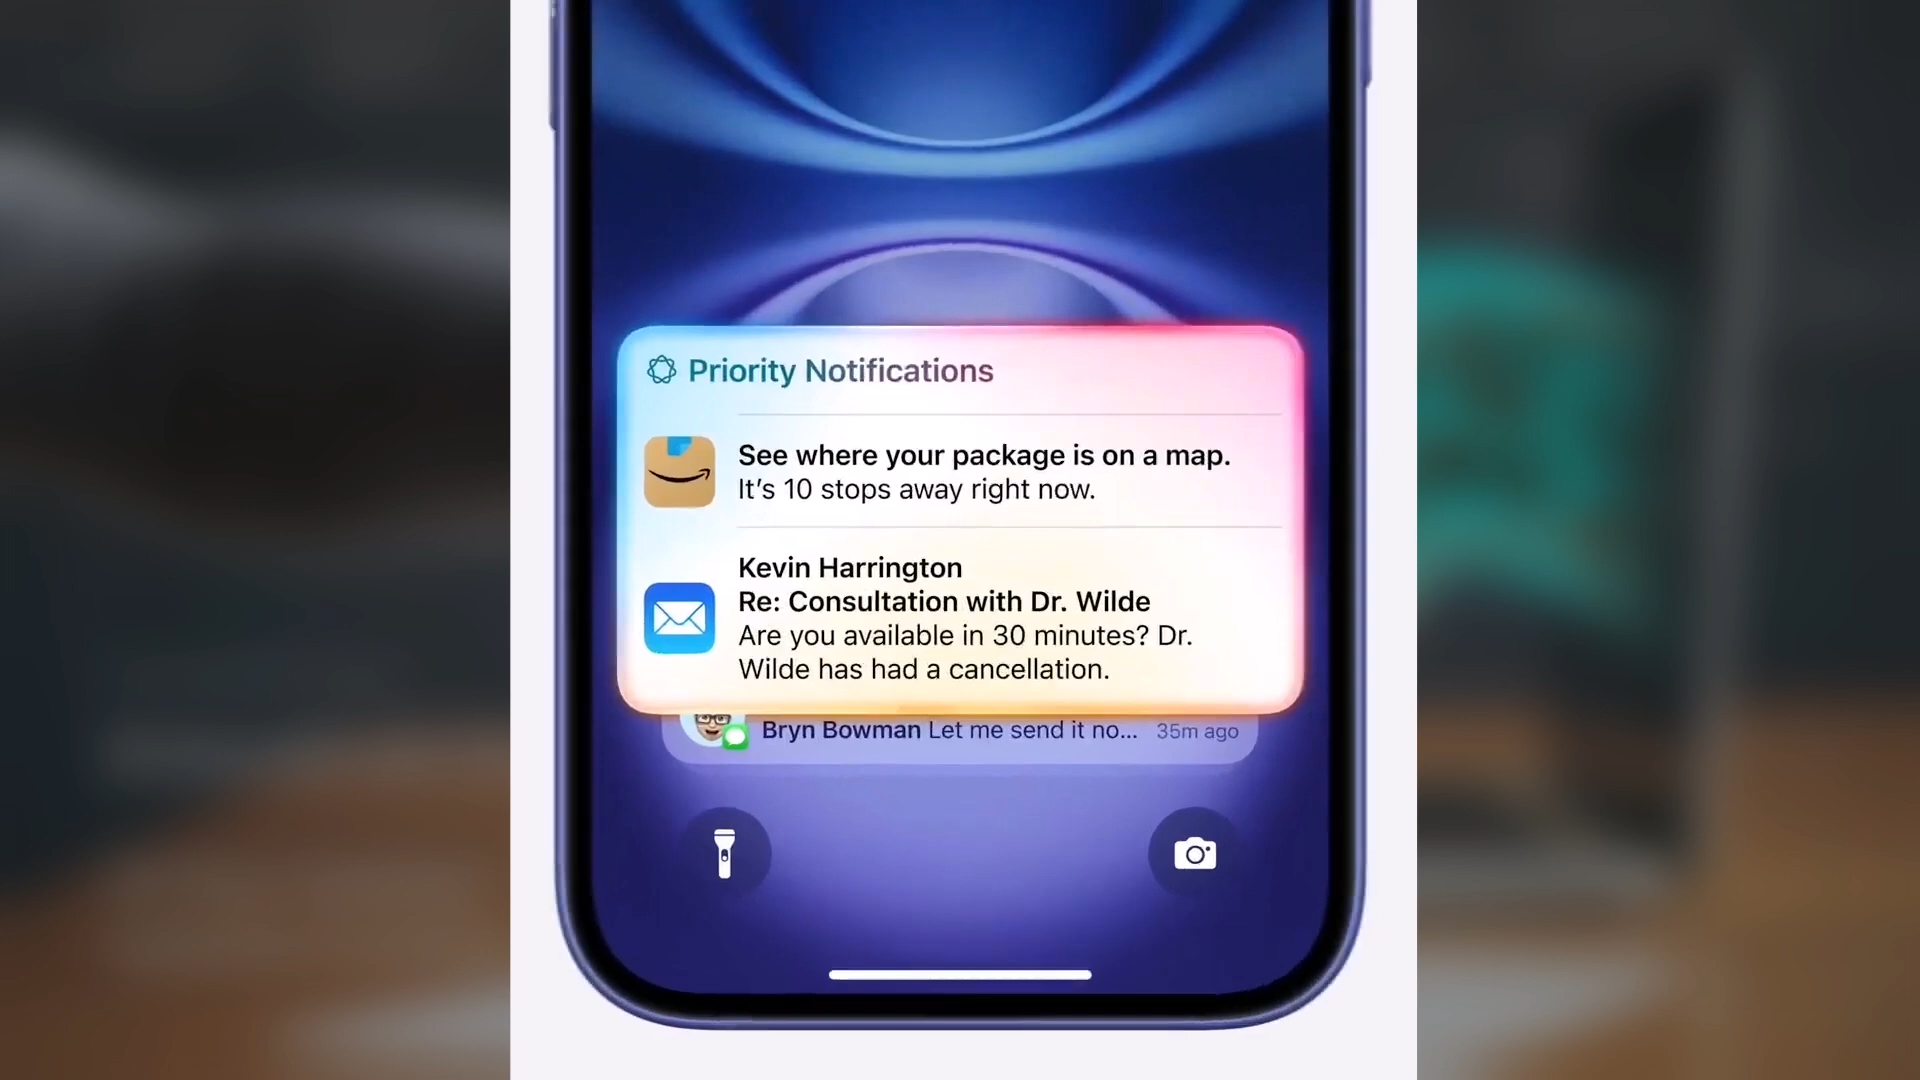 Priority Notifications
See where your package is on a map.
It's 10 stops away right now.
Kevin Harrington
Re: Consultation with Dr. Wilde
Are you available in 30 minutes? Dr.
Wilde has had a cancellation.
Bryn Bowman Let me send it no... 35m ago